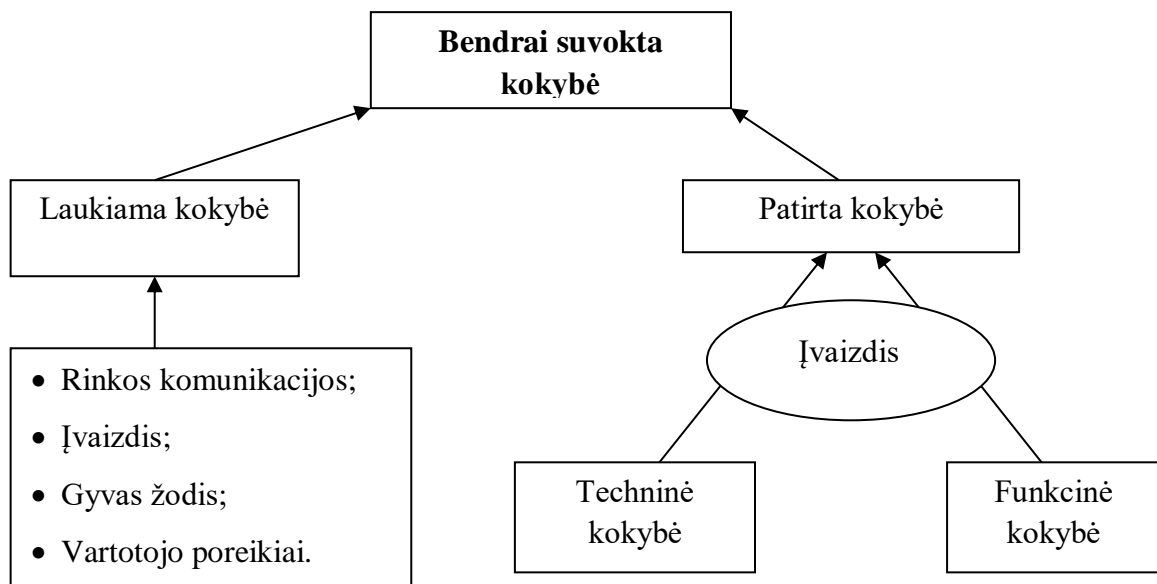 Bendrai suvokta
kokybė
Laukiama kokybė
Patirta kokybė
Įvaizdis
• Rinkos komunikacijos;
• Įvaizdis;
• Gyvas žodis;
• Vartotojo poreikiai.
Techninė
kokybė
Funkcinė
kokybė